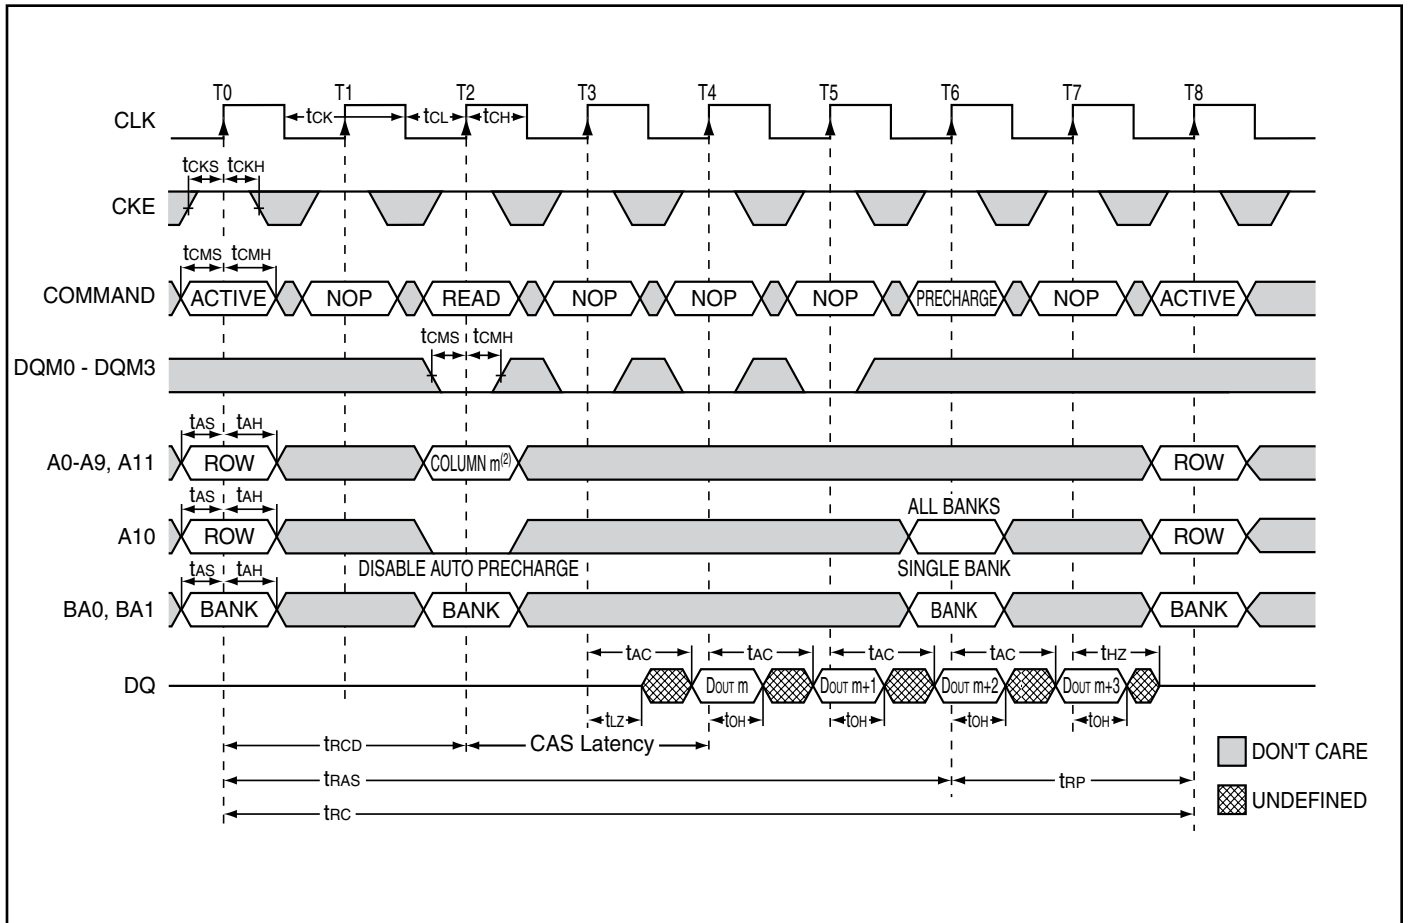 T0 T1 T2 T3 T4 T5 T6 T7 T8
CLK tCK tCL tCH
tCKS tCKH
CKE
tCMS tCMH
COMMAND ACTIVE NOP READ NOP NOP NOP PRECHARGE NOP ACTIVE
tCMS tCMH
DQM0 - DQM3
tAS tAH
A0-A9, A11 ROW COLUMN m(2) ROW
tAS tAH ALL BANKS
A10 ROW ROW
DISABLE AUTO PRECHARGE SINGLE BANK
tAS tAH
BA0, BA1 BANK BANK BANK BANK
tAC tAC tAC tAC tHZ
DQ DOUT m DOUT m+1 DOUT m+2 DOUT m+3
tLZ tOH tOH tOH tOH
tRCD CAS Latency
DON'T CARE
tRAS tRP
UNDEFINED
tRC